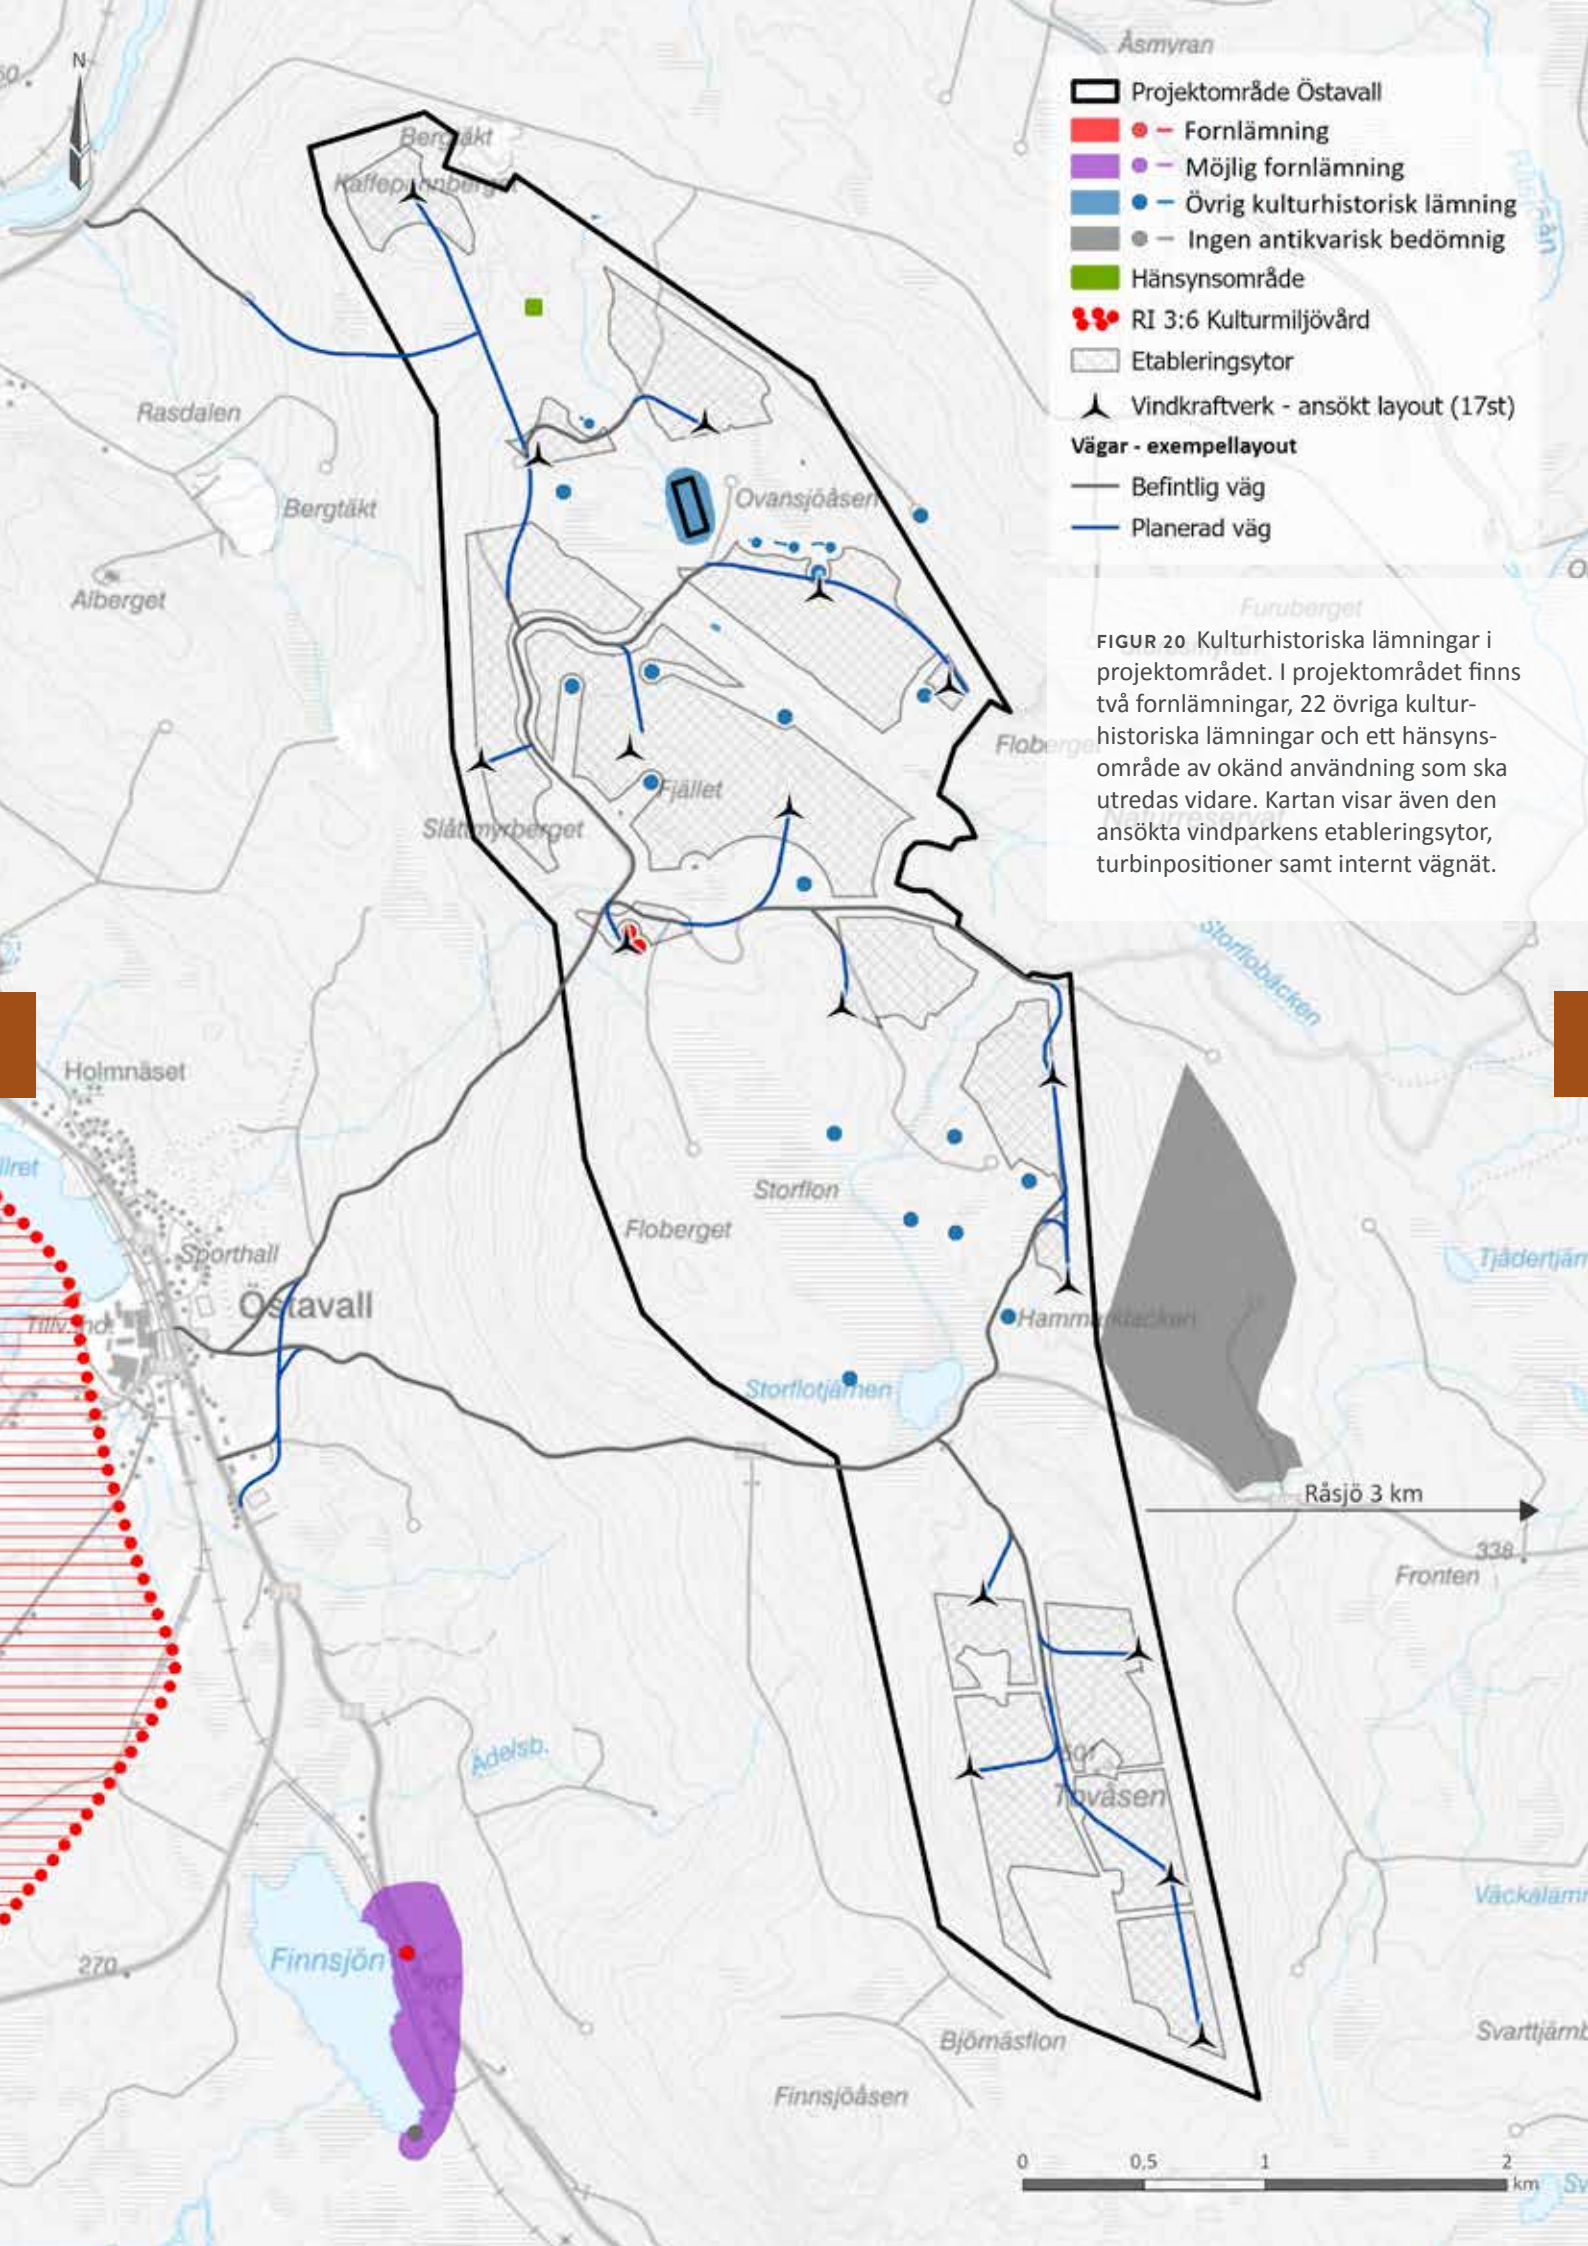 Åsmyran
N
Projektområde Östavall
Fornlämning
Möjlig fornlämning
Övrig kulturhistorisk lämning
Ingen antikvarisk bedömnig
Hänsynsområde
RI 3:6 Kulturmiljövård
Etableringsytor
Vindkraftverk - ansökt layout (17st)
Vägar - exempellayout
Befintlig väg
Planerad väg
FIGUR 20 Kulturhistoriska lämningar i
projektområdet. I projektområdet finns
två fornlämningar, 22 övriga kultur-
historiska lämningar och ett hänsyns-
område av okänd användning som ska
utredas vidare. Kartan visar även den
ansökta vindparkens etableringsytor,
turbinpositioner samt internt vägnät.
Bergtäkt
Rasdalen
Bergtäkt
Ovansjöåsen
Alberget
Furuberget
Floberget
Naturreservat
Fjället
Slåttmyrberget
Storflobäcken
Holmnäset
Storflon
Floberget
Sporthall
Östavall
Tillv.ind.
Storflotjärnen
Råsjö 3 km
338
Fronten
Ådelsb.
Tovåsen
Finnsjön
270
Björnåsflon
Finnsjöåsen
0 0,5 1 2
km